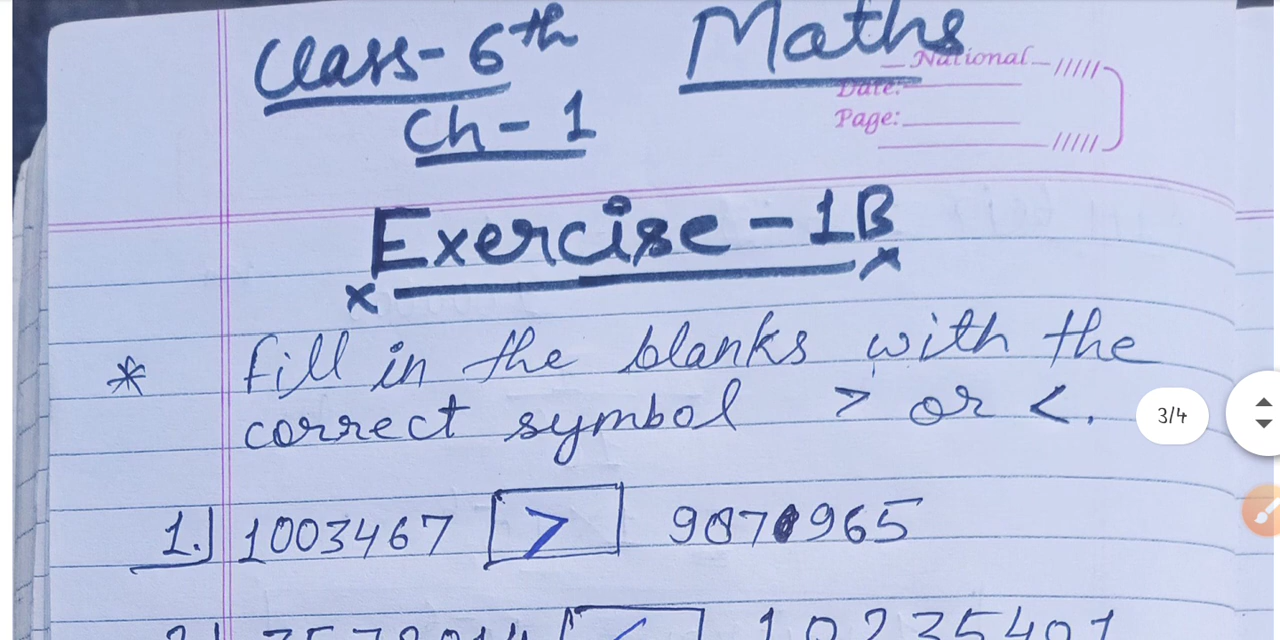 Class-6th Maths
National
Date:
Page:
Ch-1
Exercise-1B
* fill in the blanks with the
correct symbol > or <.
3/4
1.) 1003467 > 
10235401